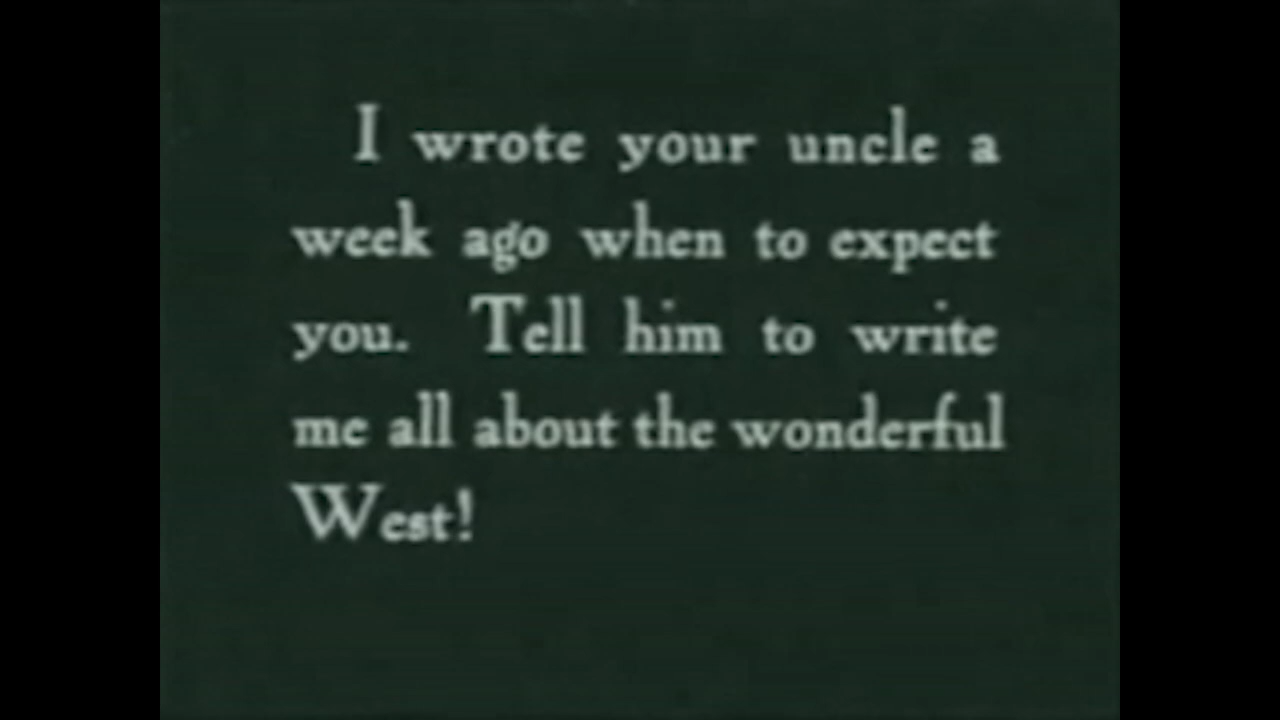 I wrote your uncle a
week ago when to expect
you. Tell him to write
me all about the wonderful
West!